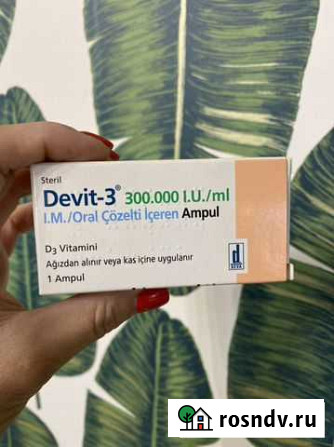 Steril
Devit-3® 300.000 I.U./ml
I.M./Oral Çözelti İçeren Ampul
D3 Vitamini
Ağızdan alınır veya kas içine uygulanır
1 Ampul
d
DEVA
rosndv.ru